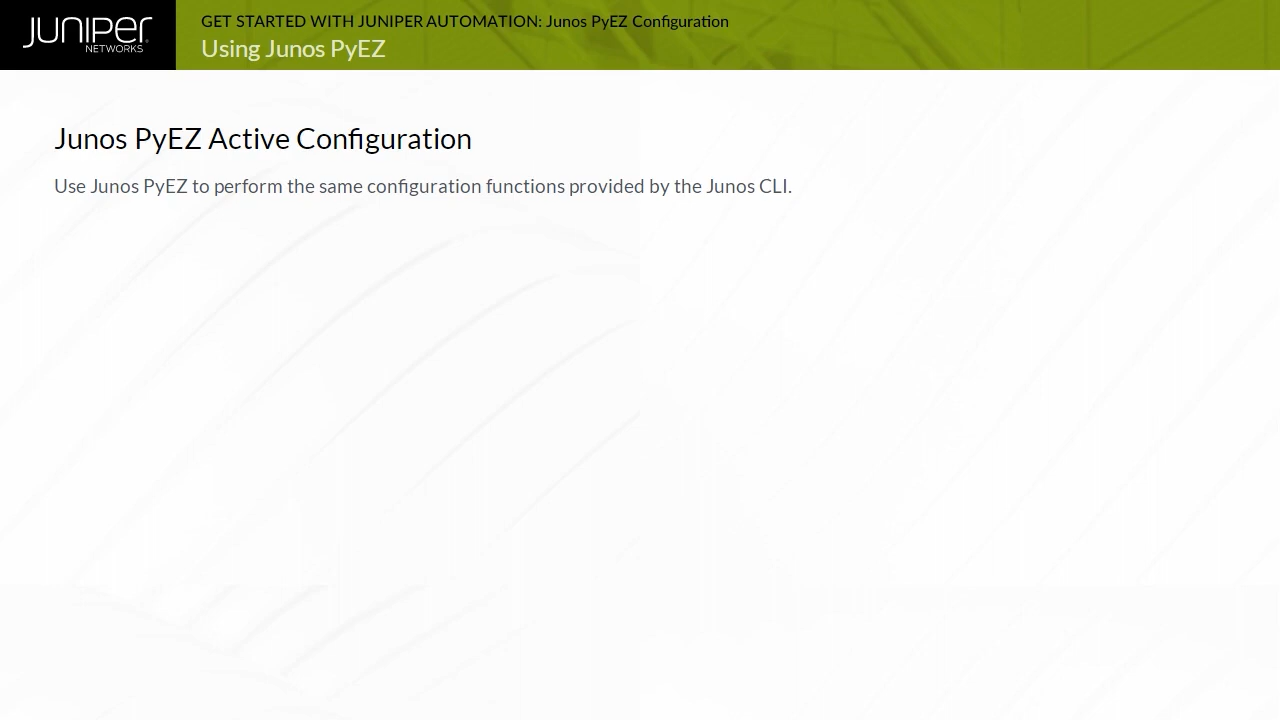 JUNIPER
NETWORKS
GET STARTED WITH JUNIPER AUTOMATION: Junos PyEZ Configuration
Using Junos PyEZ
Junos PyEZ Active Configuration
Use Junos PyEZ to perform the same configuration functions provided by the Junos CLI.